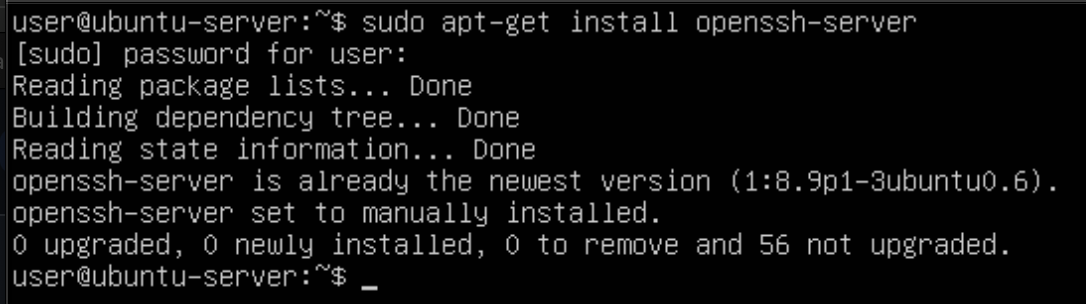 user@ubuntu-server:~$ sudo apt-get install openssh-server
[sudo] password for user:
Reading package lists... Done
Building dependency tree... Done
Reading state information... Done
openssh-server is already the newest version (1:8.9p1-3ubuntu0.6).
openssh-server set to manually installed.
0 upgraded, 0 newly installed, 0 to remove and 56 not upgraded.
user@ubuntu-server:~$ _